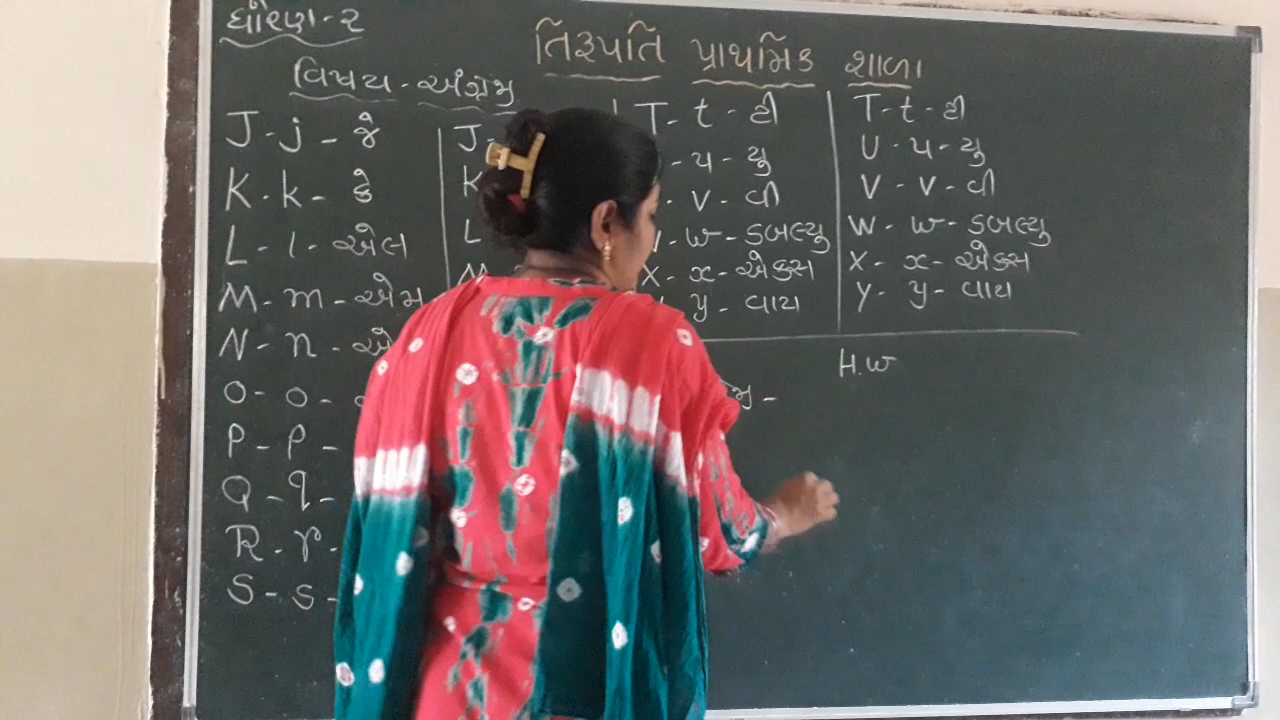 ધોરણ-૨
તિરૂપતિ પ્રાથમિક શાળા
વિષય - અંગ્રેજી
J - j - જે
K - k - કે
L - l - એલ
M - m - એમ
N - n -
O - o -
P - p -
Q - q -
R - r -
S - s -
J -
K
L
M
T - t - ટી
- u - યુ
- v - વી
- w - ડબલ્યુ
X - x - એક્સ
y - વાય
T - t - ટી
U - u - યુ
V - v - વી
W - w - ડબલ્યુ
X - x - એક્સ
Y - y - વાય
H.W